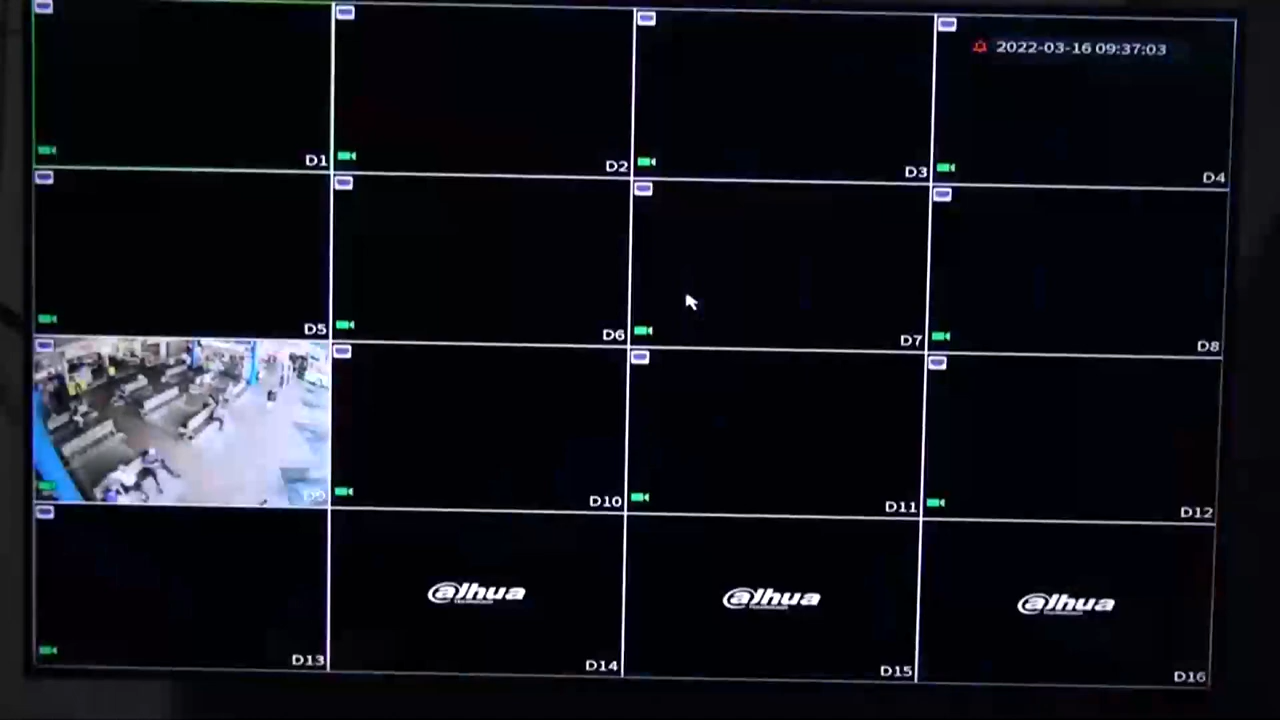 2022-03-16 09:37:03
D1
D2
D3
D4
D5
D6
D7
D8
D9
D10
D11
D12
alhua
alhua
alhua
D13
D14
D15
D16